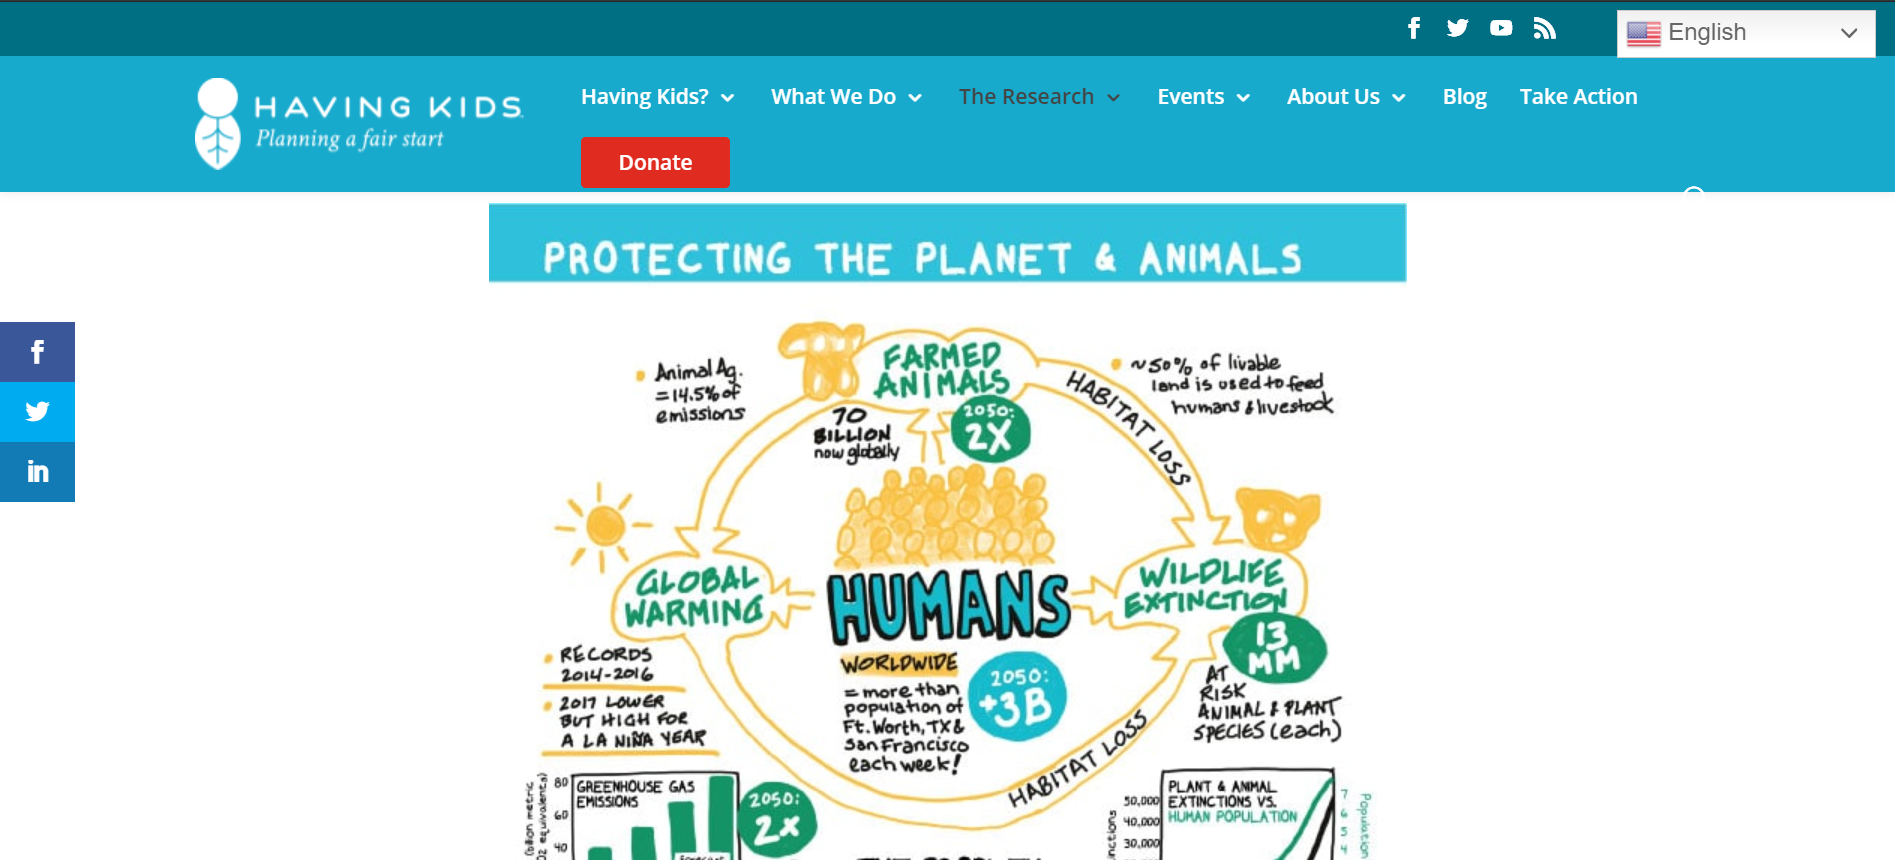 English
HAVING KIDS
Planning a fair start
Having Kids?
What We Do
The Research
Events
About Us
Blog
Take Action
Donate
PROTECTING THE PLANET & ANIMALS
Animal Ag.
=14.5% of
emissions
FARMED
ANIMALS
2050:
2X
70
BILLION
now globally
~50% of livable
land is used to feed
humans & livestock
HABITAT LOSS
GLOBAL
WARMING
HUMANS
WILDLIFE
EXTINCTION
13
MM
AT
RISK
ANIMAL & PLANT
SPECIES (each)
RECORDS
2014-2016
2017 LOWER
BUT HIGH FOR
A LA NIÑA YEAR
WORLDWIDE
= more than
population of
Ft. Worth, TX &
San Francisco
each week!
2050:
+3B
HABITAT LOSS
GREENHOUSE GAS
EMISSIONS
80
60
40
2050:
2x
PLANT & ANIMAL
EXTINCTIONS VS.
HUMAN POPULATION
50,000
40,000
30,000
7
6
5
Population